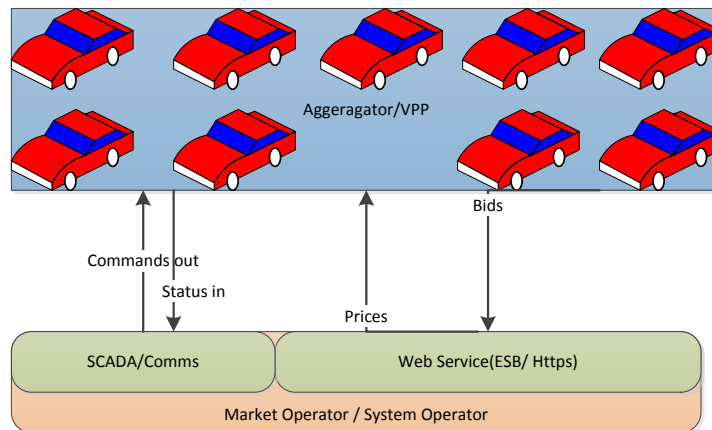 Aggeragator/VPP
Bids
Commands out
Status in
Prices
SCADA/Comms
Web Service(ESB/ Https)
Market Operator / System Operator